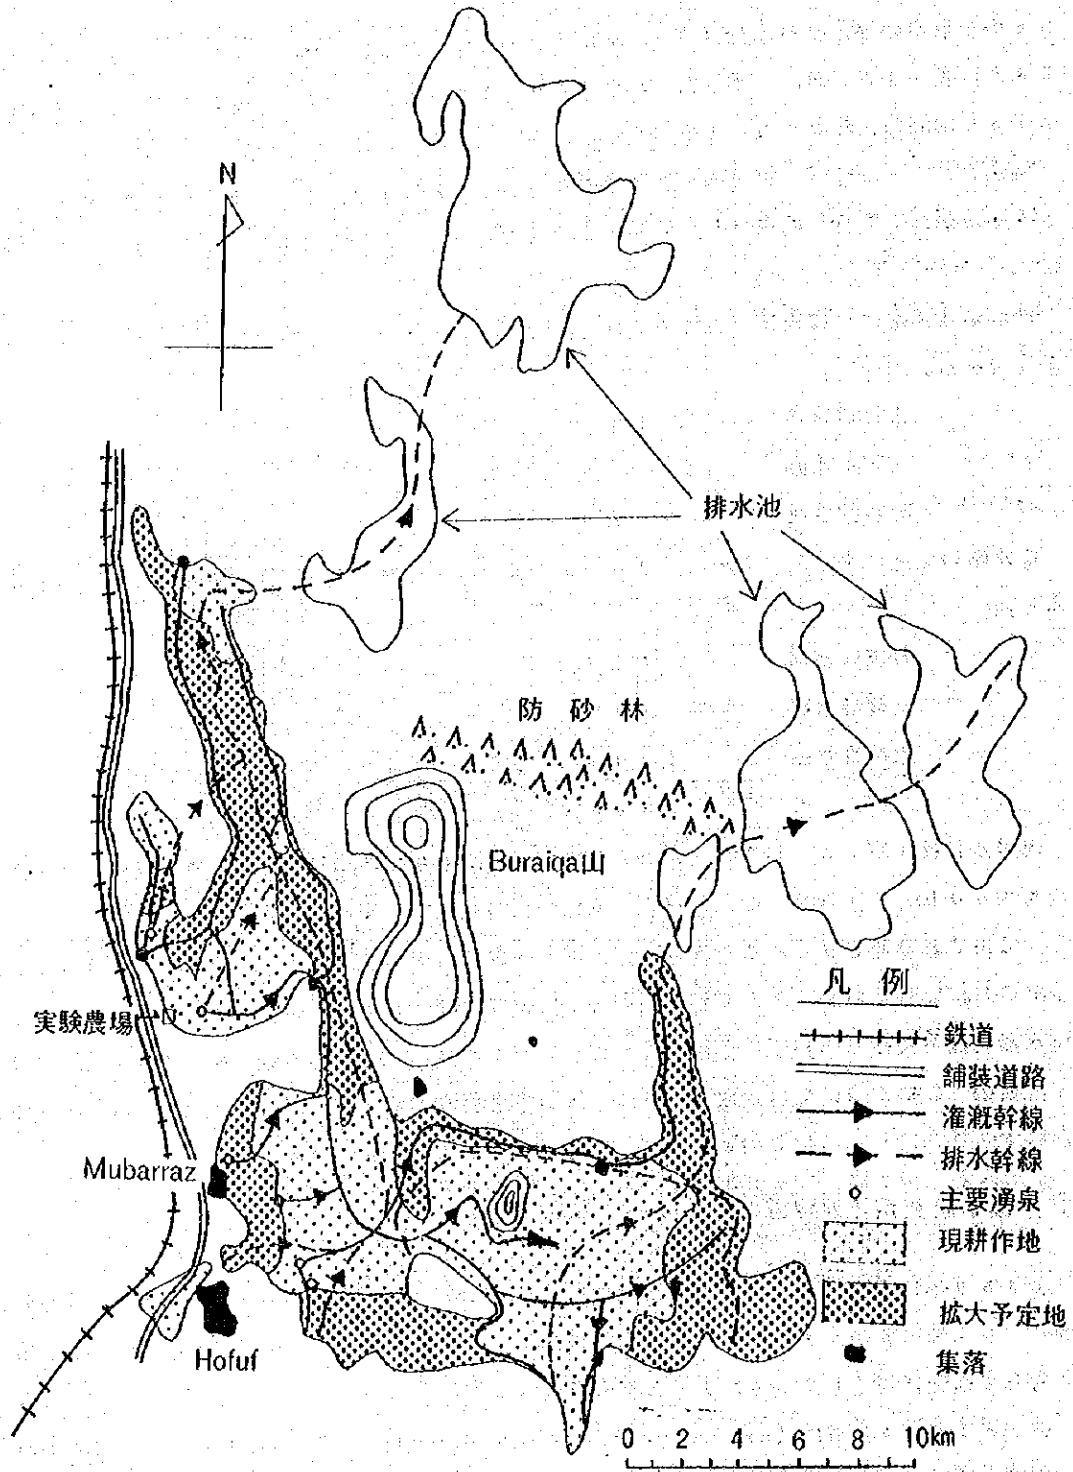 N
排水池
防砂林
Buraiqa山
実験農場
Mubarraz
Hofuf
凡例
鉄道
舗装道路
灌漑幹線
排水幹線
主要湧泉
現耕作地
拡大予定地
集落
0 2 4 6 8 10km